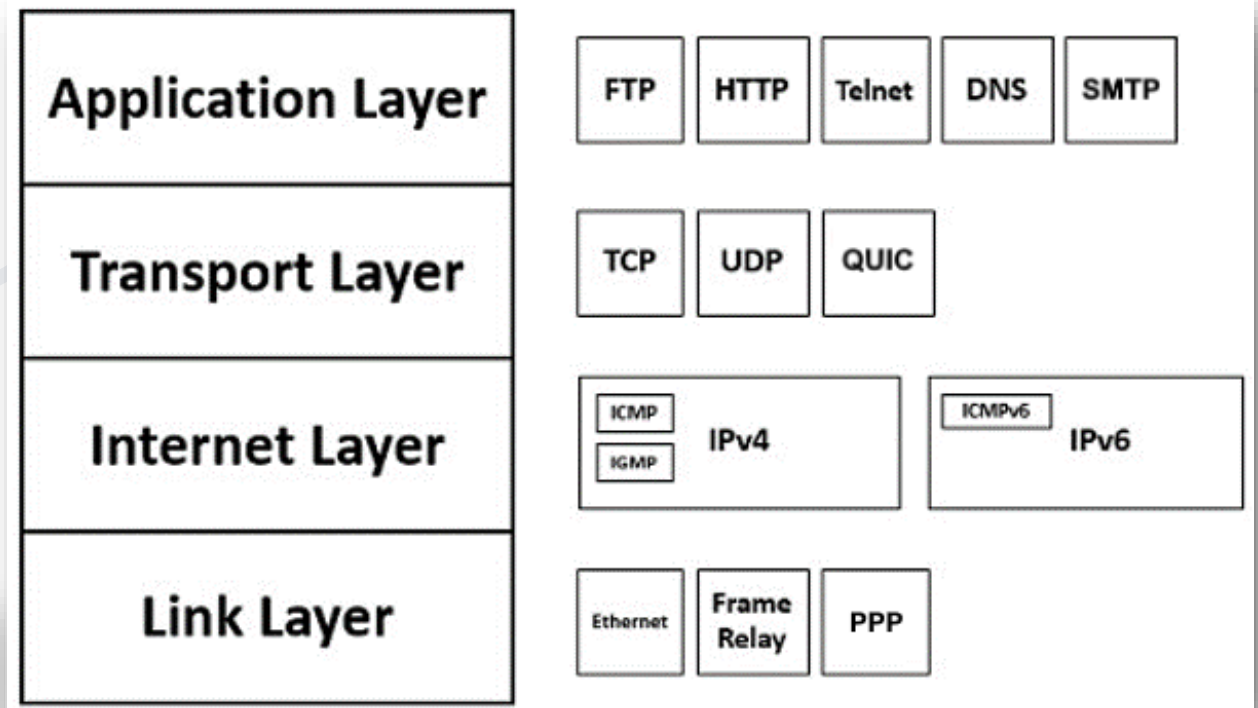 Application Layer
FTP
HTTP
Telnet
DNS
SMTP
Transport Layer
TCP
UDP
QUIC
Internet Layer
ICMP
IGMP
IPv4
ICMPv6
IPv6
Link Layer
Ethernet
Frame
Relay
PPP